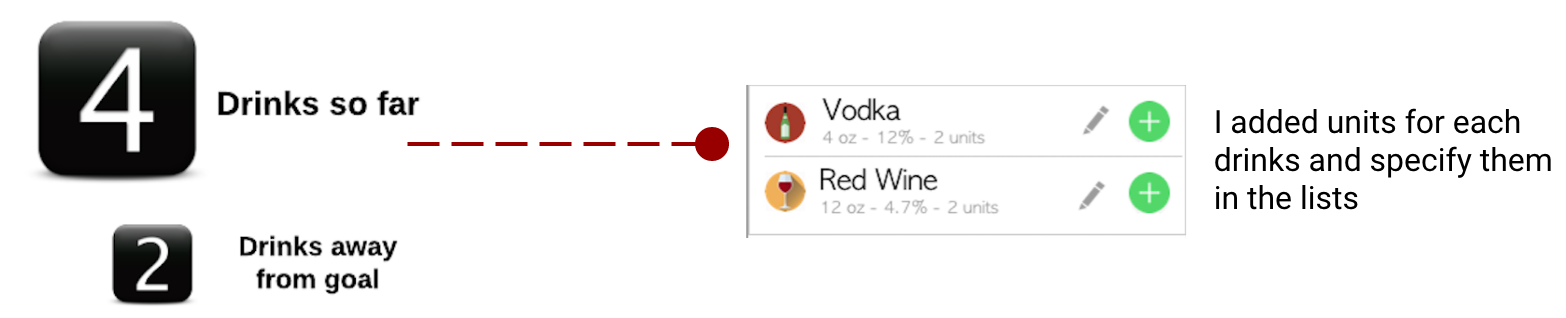 4
Drinks so far
2
Drinks away
from goal
Vodka
4 oz - 12% - 2 units
Red Wine
12 oz - 4.7% - 2 units
I added units for each
drinks and specify them
in the lists